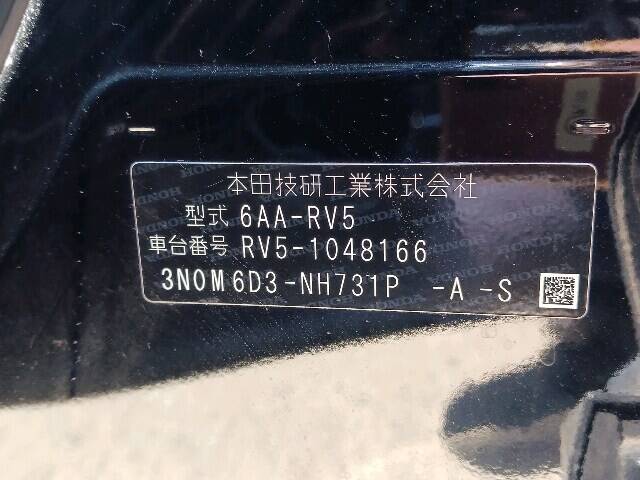 本田技研工業株式会社
型式 6AA-RV5
車台番号 RV5-1048166
3N0M6D3-NH731P -A -S